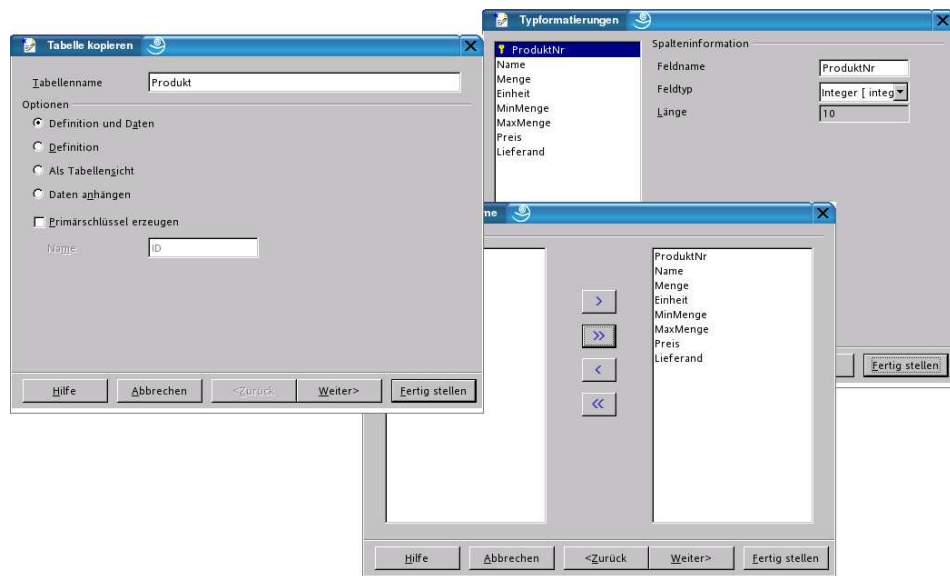 Tabelle kopieren
Tabellenname
Produkt
Optionen
Definition und Daten
Definition
Als Tabellensicht
Daten anhängen
Primärschlüssel erzeugen
Name
ID
Hilfe
Abbrechen
<Zurück
Weiter>
Fertig stellen
Typformatierungen
ProduktNr
Name
Menge
Einheit
MinMenge
MaxMenge
Preis
Lieferand
Spalteninformation
Feldname
ProduktNr
Feldtyp
Integer [ integ
Länge
10
Fertig stellen
me
ProduktNr
Name
Menge
Einheit
MinMenge
MaxMenge
Preis
Lieferand
>
>>
<
<<
Hilfe
Abbrechen
<Zurück
Weiter>
Fertig stellen